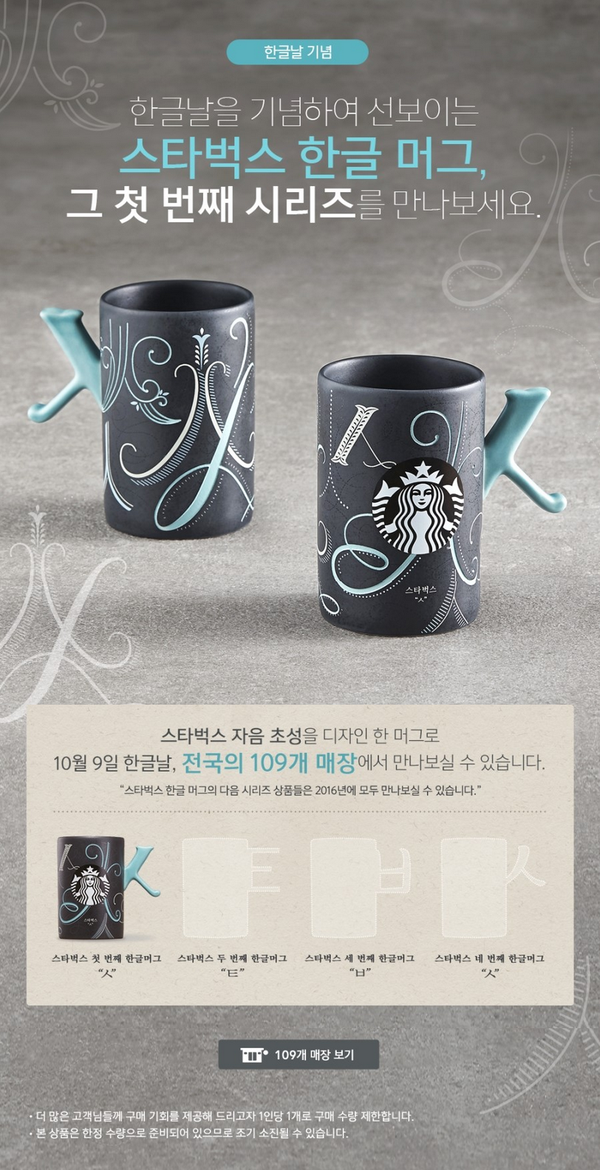 한글날 기념
한글날을 기념하여 선보이는
스타벅스 한글 머그,
그 첫 번째 시리즈를 만나보세요.
스타벅스
"ㅅ"
스타벅스 자음 초성을 디자인 한 머그로
10월 9일 한글날, 전국의 109개 매장에서 만나보실 수 있습니다.
"스타벅스 한글 머그의 다음 시리즈 상품들은 2016년에 모두 만나보실 수 있습니다."
스타벅스
스타벅스 첫 번째 한글머그 스타벅스 두 번째 한글머그 스타벅스 세 번째 한글머그 스타벅스 네 번째 한글머그
"ㅅ" "ㅌ" "ㅂ" "ㅅ"
109개 매장 보기
· 더 많은 고객님들께 구매 기회를 제공해 드리고자 1인당 1개로 구매 수량 제한합니다.
· 본 상품은 한정 수량으로 준비되어 있으므로 조기 소진될 수 있습니다.